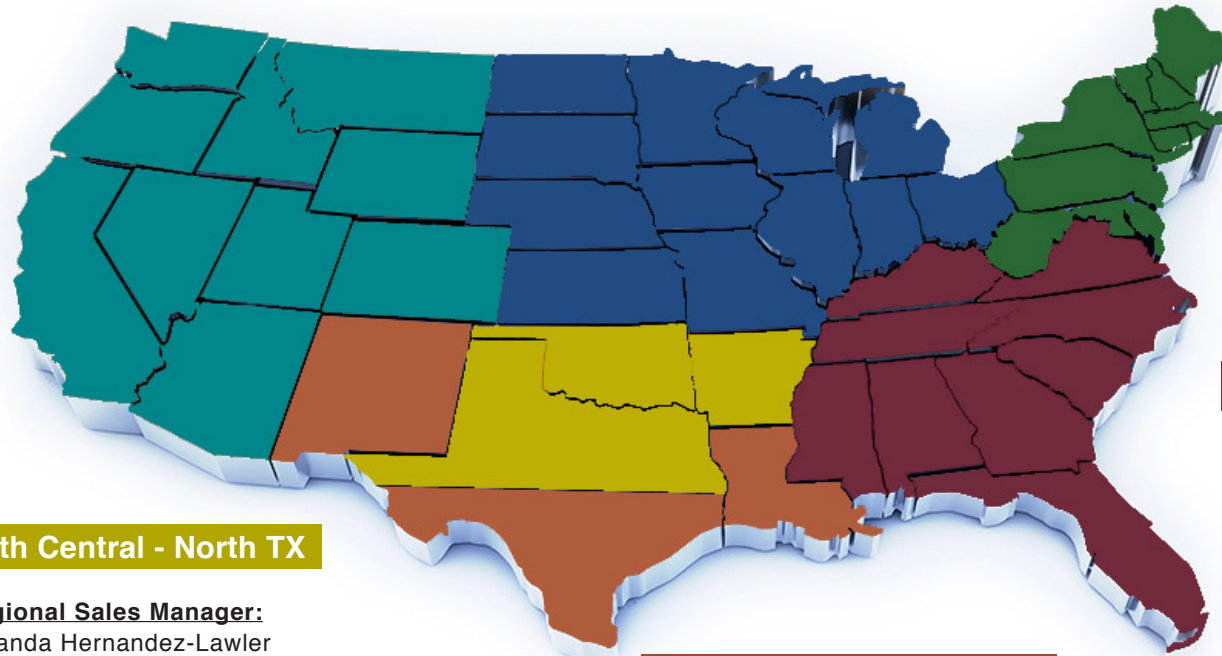 th Central - North TX
gional Sales Manager:
anda Hernandez-Lawler